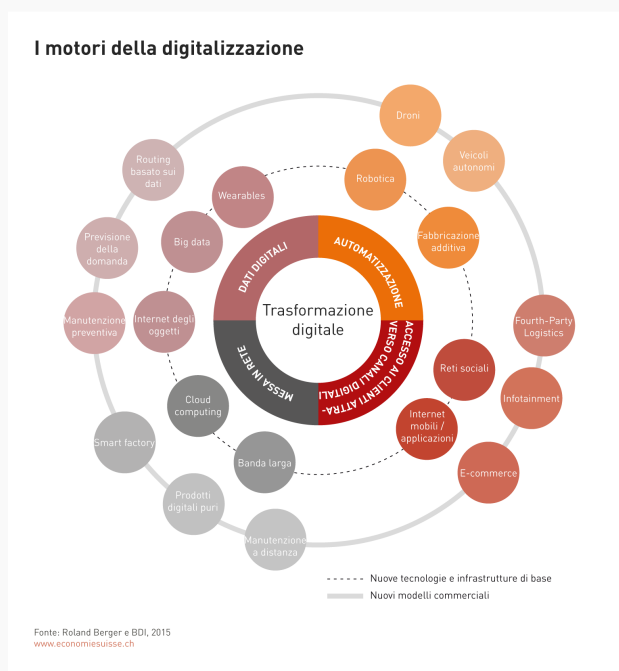 I motori della digitalizzazione
Droni
Veicoli
autonomi
Routing
basato sui
dati
Robotica
Wearables
Fabbricazione
additiva
Big data
Previsione
della
domanda
DATI DIGITALI
AUTOMATIZZAZIONE
Trasformazione
digitale
Manutenzione
preventiva
Internet degli
oggetti
Fourth-Party
Logistics
MESSA IN RETE
ACCESSO AI CLIENTI ATTRA-
VERSO CANALI DIGITALI
Reti sociali
Infotainment
Cloud
computing
Internet
mobili /
applicazioni
Smart factory
Banda larga
E-commerce
Prodotti
digitali puri
Manutenzione
a distanza
Nuove tecnologie e infrastrutture di base
Nuovi modelli commerciali
Fonte: Roland Berger e BDI, 2015
www.economiesuisse.ch